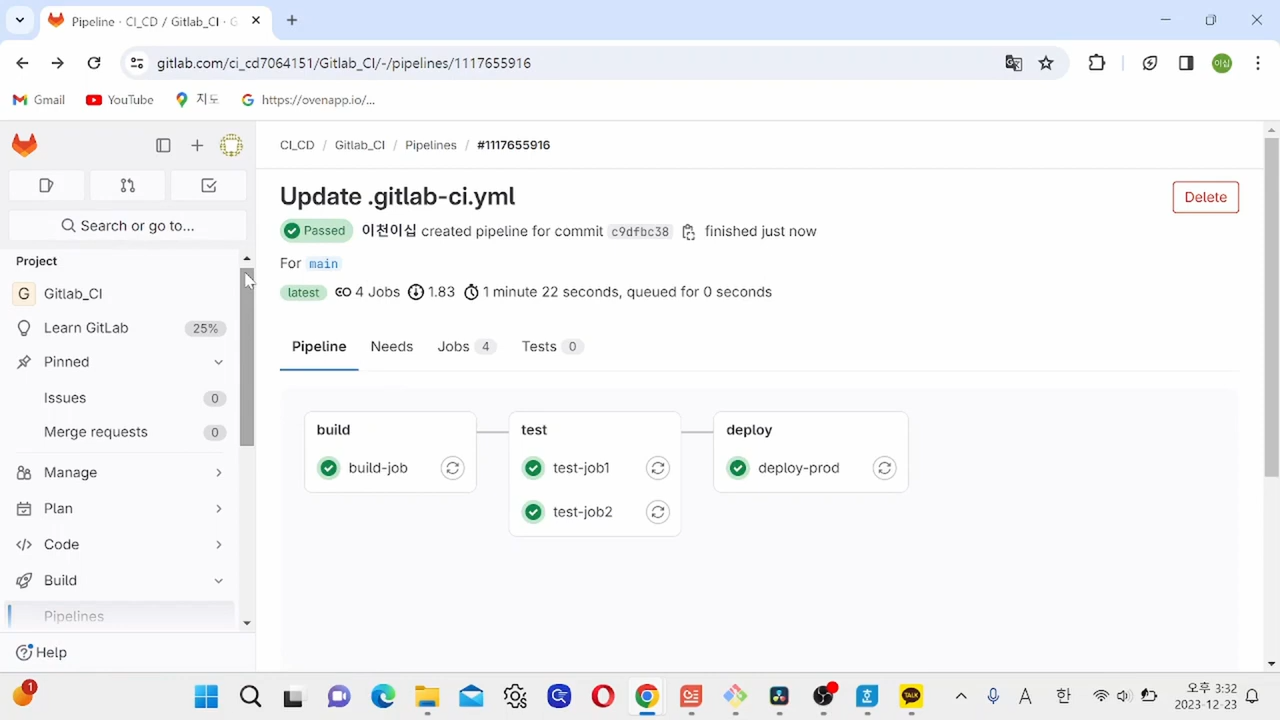 Pipeline · CI_CD / Gitlab_CI · G
gitlab.com/ci_cd7064151/Gitlab_CI/-/pipelines/1117655916
이십
Gmail
YouTube
지도
https://ovenapp.io/...
CI_CD / Gitlab_CI / Pipelines / #1117655916
Search or go to...
Project
G Gitlab_CI
Learn GitLab 25%
Pinned
Issues 0
Merge requests 0
Manage
Plan
Code
Build
Pipelines
Help
Update .gitlab-ci.yml
Delete
Passed 이천이십 created pipeline for commit c9dfbc38 finished just now
For main
latest 4 Jobs 1.83 1 minute 22 seconds, queued for 0 seconds
Pipeline Needs Jobs 4 Tests 0
build
build-job
test
test-job1
test-job2
deploy
deploy-prod
1
TALK
A
한
오후 3:32
2023-12-23